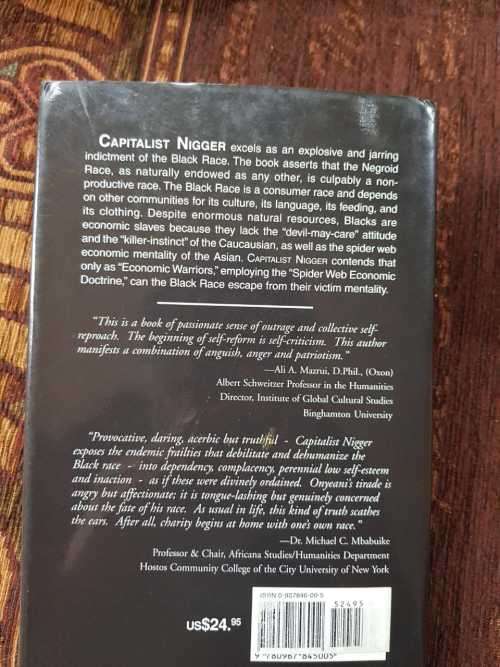 CAPITALIST NIGGER excels as an explosive and jarring
indictment of the Black Race. The book asserts that the Negroid
Race, as naturally endowed as any other, is culpably a non-
productive race. The Black Race is a consumer race and depends
on other communities for its culture, its language, its feeding, and
its clothing. Despite enormous natural resources, Blacks are
economic slaves because they lack the "devil-may-care" attitude
and the "killer-instinct" of the Caucausian, as well as the spider web
economic mentality of the Asian. CAPITALIST NIGGER contends that
only as "Economic Warriors," employing the "Spider Web Economic
Doctrine," can the Black Race escape from their victim mentality.
"This is a book of passionate sense of outrage and collective self-
reproach. The beginning of self-reform is self-criticism. This author
manifests a combination of anguish, anger and patriotism."
—Ali A. Mazrui, D.Phil., (Oxon)
Albert Schweitzer Professor in the Humanities
Director, Institute of Global Cultural Studies
Binghamton University
"Provocative, daring, acerbic but truthful - Capitalist Nigger
exposes the endemic frailties that debilitate and dehumanize the
Black race - into dependency, complacency, perennial low self-esteem
and inaction - as if these were divinely ordained. Onyeani's tirade is
angry but affectionate; it is tongue-lashing but genuinely concerned
about the fate of his race. As usual in life, this kind of truth scathes
the ears. After all, charity begins at home with one's own race."
—Dr. Michael C. Mbabuike
Professor & Chair, Africana Studies/Humanities Department
Hostos Community College of the City University of New York
ISBN 0-967846-00-5
52495
US$24.95
9 780967 845005